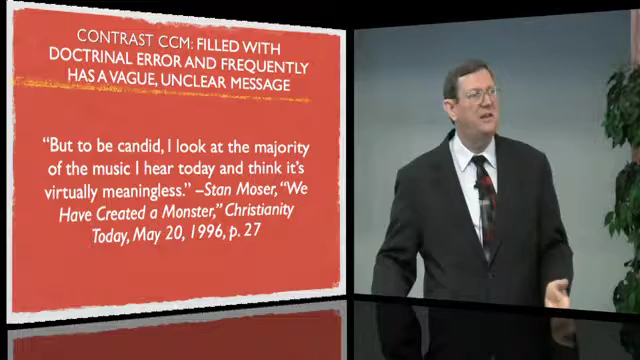 CONTRAST CCM: FILLED WITH
DOCTRINAL ERROR AND FREQUENTLY
HAS A VAGUE, UNCLEAR MESSAGE
“But to be candid, I look at the majority
of the music I hear today and think it’s
virtually meaningless.” –Stan Moser, “We
Have Created a Monster,” Christianity
Today, May 20, 1996, p. 27